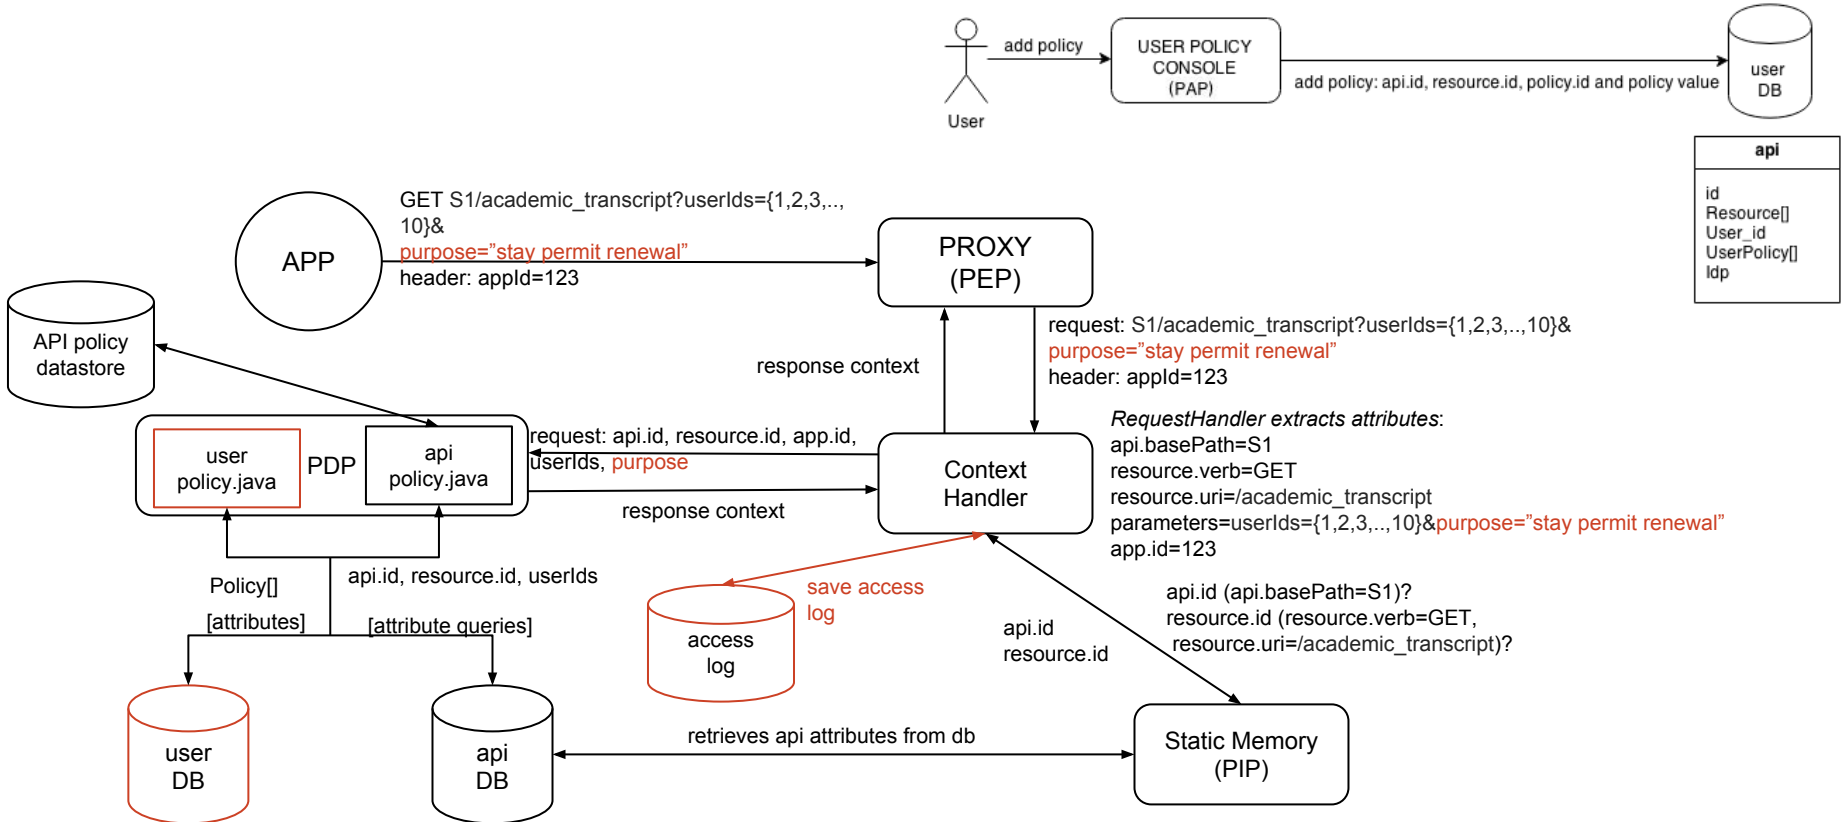 add policy
USER POLICY
CONSOLE
(PAP)
add policy: api.id, resource.id, policy.id and policy value
user
DB
User
api
id
Resource[]
User_id
UserPolicy[]
Idp
APP
GET S1/academic_transcript?userIds={1,2,3,..,
10}&
purpose=”stay permit renewal”
header: appId=123
PROXY
(PEP)
API policy
datastore
response context
request: S1/academic_transcript?userIds={1,2,3,..,10}&
purpose=”stay permit renewal”
header: appId=123
user
policy.java
PDP
api
policy.java
request: api.id, resource.id, app.id,
userIds, purpose
response context
Context
Handler
RequestHandler extracts attributes:
api.basePath=S1
resource.verb=GET
resource.uri=/academic_transcript
parameters=userIds={1,2,3,..,10}&purpose=”stay permit renewal”
app.id=123
Policy[]
[attributes]
api.id, resource.id, userIds
[attribute queries]
save access
log
access
log
api.id
resource.id
api.id (api.basePath=S1)?
resource.id (resource.verb=GET,
resource.uri=/academic_transcript)?
user
DB
api
DB
retrieves api attributes from db
Static Memory
(PIP)